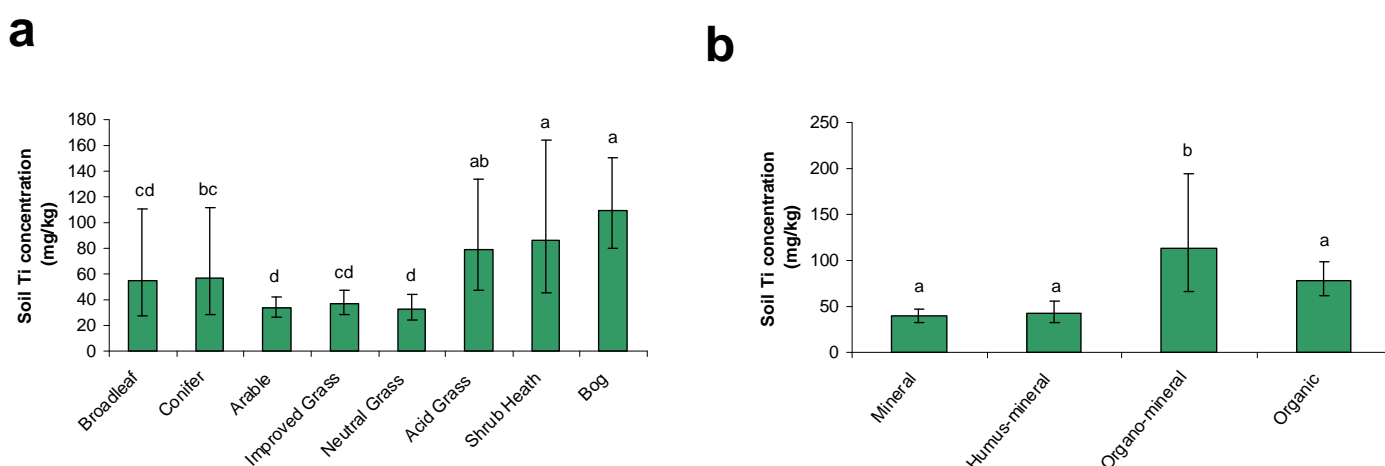 a
Soil Ti concentration
(mg/kg)
180
160
140
120
100
80
60
40
20
0
cd
bc
d
cd
d
ab
a
a
Broadleaf
Conifer
Arable
Improved Grass
Neutral Grass
Acid Grass
Shrub Heath
Bog
b
Soil Ti concentration
(mg/kg)
250
200
150
100
50
0
a
a
b
a
Mineral
Humus-mineral
Organo-mineral
Organic